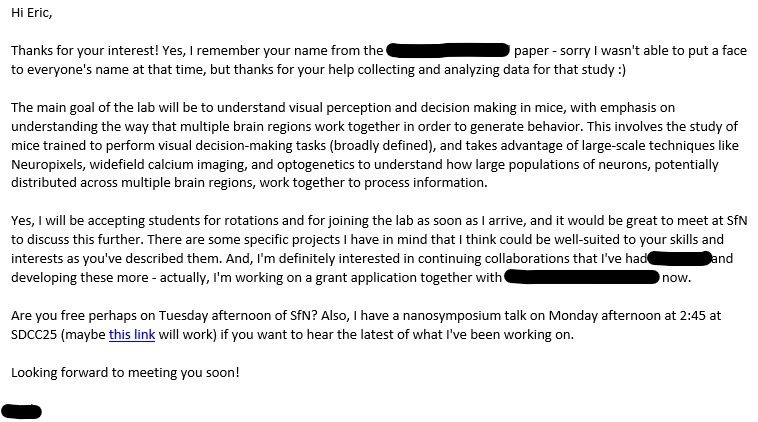 Hi Eric,
Thanks for your interest! Yes, I remember your name from the paper - sorry I wasn't able to put a face
to everyone's name at that time, but thanks for your help collecting and analyzing data for that study :)
The main goal of the lab will be to understand visual perception and decision making in mice, with emphasis on
understanding the way that multiple brain regions work together in order to generate behavior. This involves the study of
mice trained to perform visual decision-making tasks (broadly defined), and takes advantage of large-scale techniques like
Neuropixels, widefield calcium imaging, and optogenetics to understand how large populations of neurons, potentially
distributed across multiple brain regions, work together to process information.
Yes, I will be accepting students for rotations and for joining the lab as soon as I arrive, and it would be great to meet at SfN
to discuss this further. There are some specific projects I have in mind that I think could be well-suited to your skills and
interests as you've described them. And, I'm definitely interested in continuing collaborations that I've had and
developing these more - actually, I'm working on a grant application together with now.
Are you free perhaps on Tuesday afternoon of SfN? Also, I have a nanosymposium talk on Monday afternoon at 2:45 at
SDCC25 (maybe this link will work) if you want to hear the latest of what I've been working on.
Looking forward to meeting you soon!